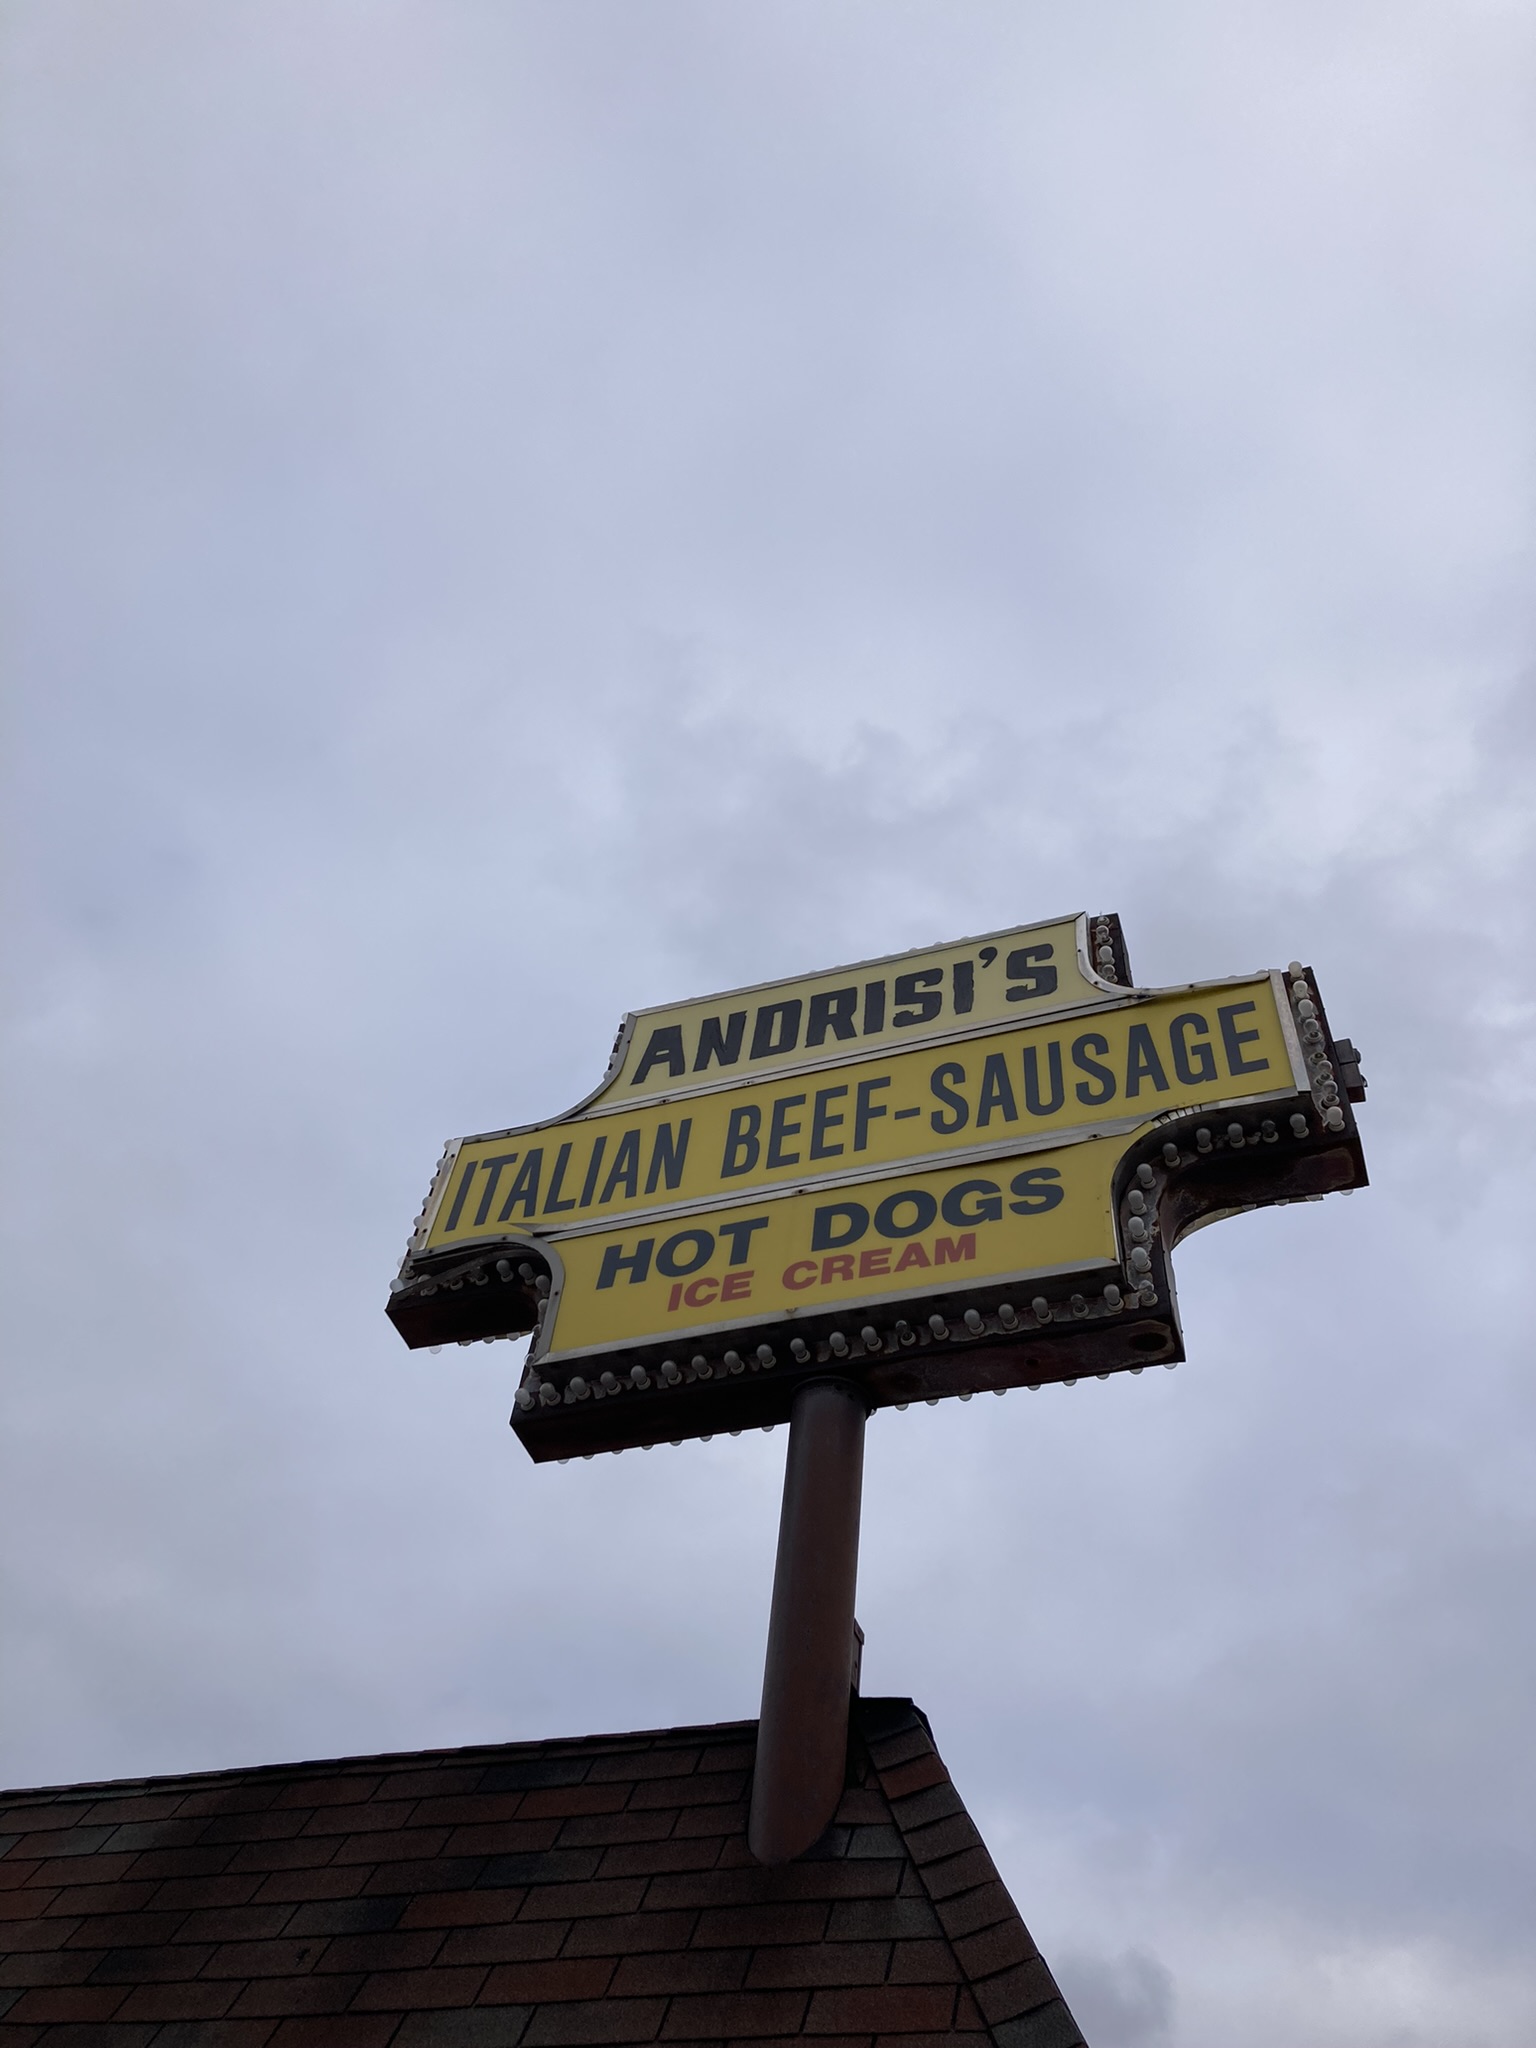 ANDRISI'S
ITALIAN BEEF-SAUSAGE
HOT DOGS
ICE CREAM